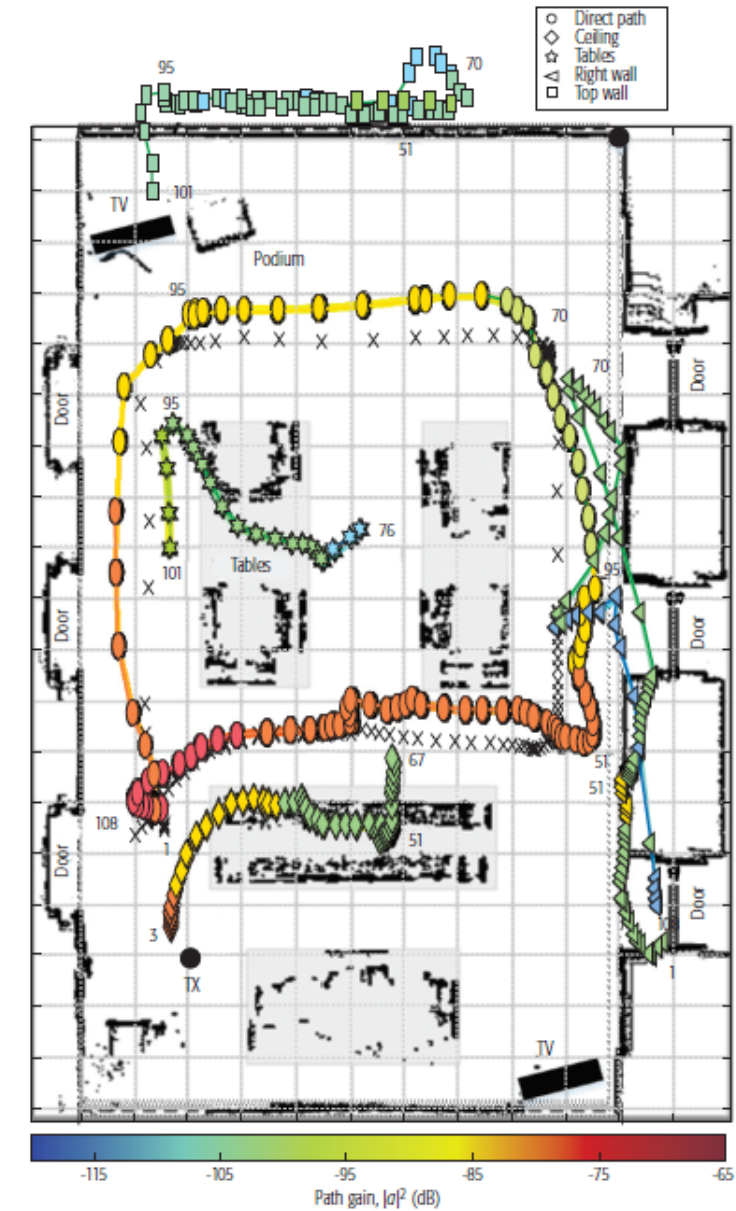 Direct path
Ceiling
Tables
Right wall
Top wall
95
70
51
101
TV
Podium
95
70
70
Door
Door
95
76
Tables
101
95
Door
Door
67
51
51
108
1
51
Door
Door
3
1
TX
TV
-115
-105
-95
-85
-75
-65
Path gain, |a|² (dB)